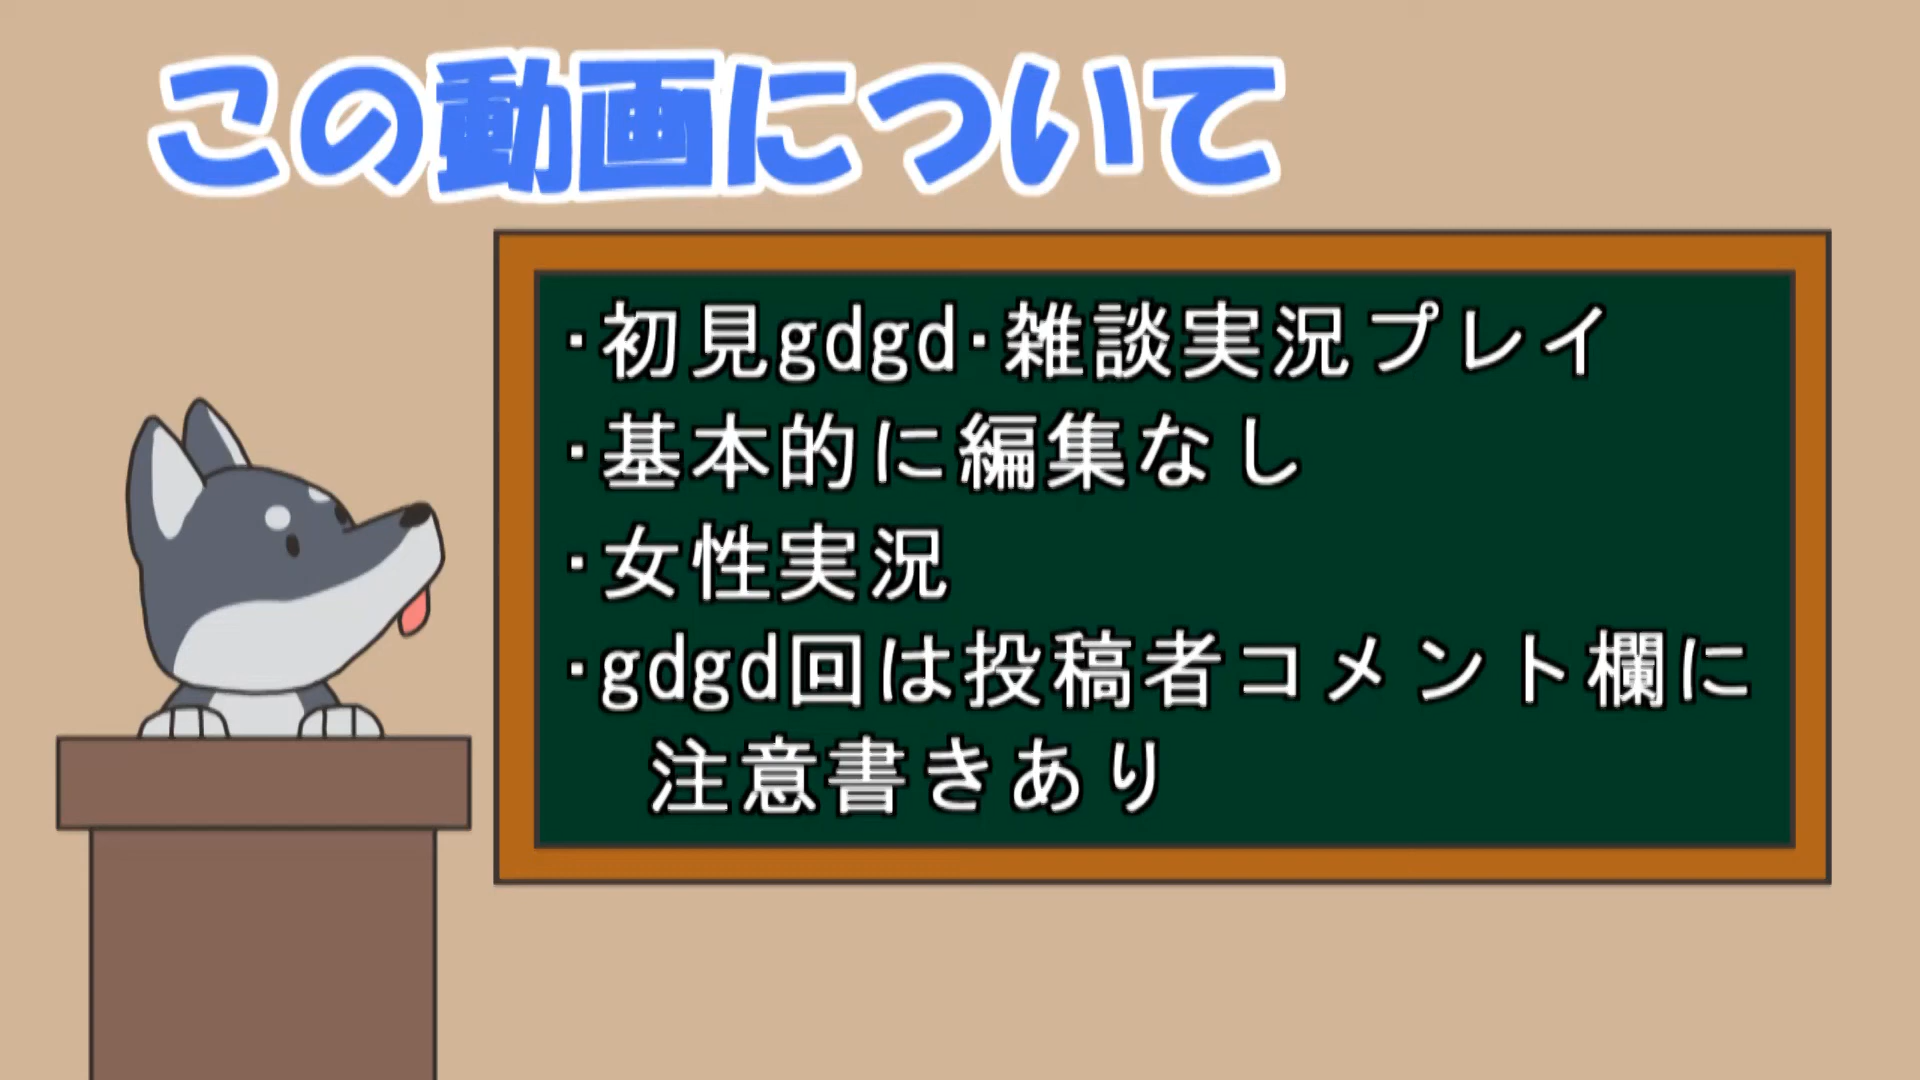 この動画について
・初見gdgd・雑談実況プレイ
・基本的に編集なし
・女性実況
・gdgd回は投稿者コメント欄に
注意書きあり